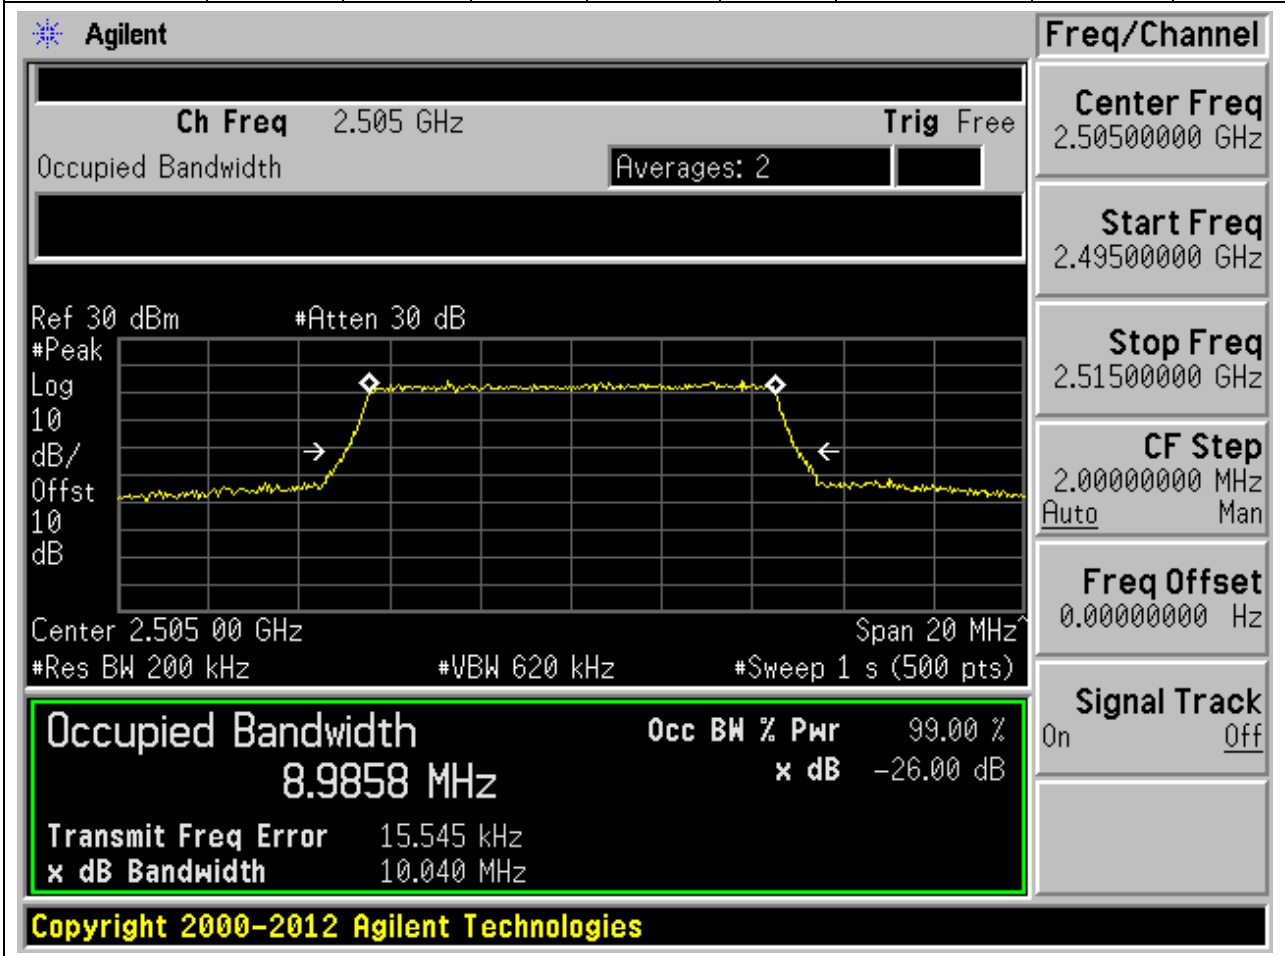 Agilent
Freq/Channel
Ch Freq 2.505 GHz Trig Free
Occupied Bandwidth Averages: 2
Center Freq
2.50500000 GHz
Start Freq
2.49500000 GHz
Stop Freq
2.51500000 GHz
CF Step
2.00000000 MHz
Auto Man
Freq Offset
0.00000000 Hz
Signal Track
On Off
Ref 30 dBm #Atten 30 dB
#Peak
Log
10
dB/
Offst
10
dB
Center 2.505 00 GHz Span 20 MHz^
#Res BW 200 kHz #VBW 620 kHz #Sweep 1 s (500 pts)
Occupied Bandwidth Occ BW % Pwr 99.00 %
8.9858 MHz x dB -26.00 dB
Transmit Freq Error 15.545 kHz
x dB Bandwidth 10.040 MHz
Copyright 2000-2012 Agilent Technologies